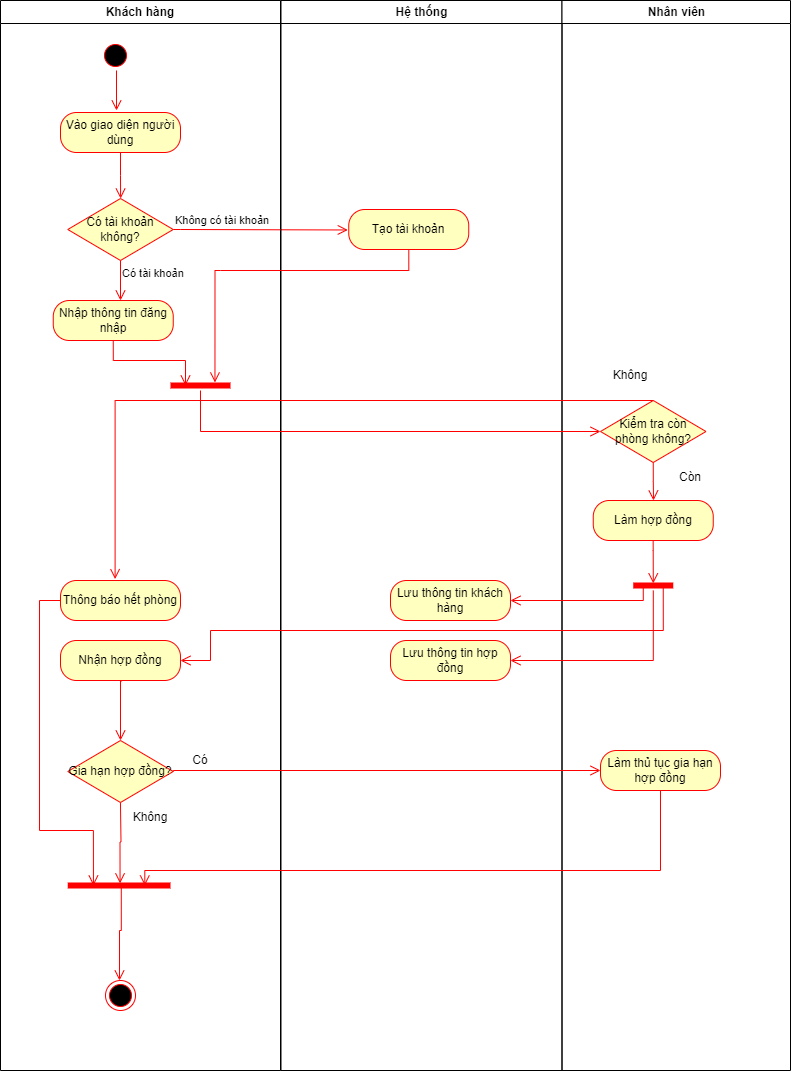 Khách hàng
Hệ thống
Nhân viên
Vào giao diện người
dùng
Có tài khoản
không?
Không có tài khoản
Tạo tài khoản
Có tài khoản
Nhập thông tin đăng
nhập
Không
Kiểm tra còn
phòng không?
Còn
Làm hợp đồng
Thông báo hết phòng
Lưu thông tin khách
hàng
Nhận hợp đồng
Lưu thông tin hợp
đồng
Gia hạn hợp đồng?
Có
Làm thủ tục gia hạn
hợp đồng
Không